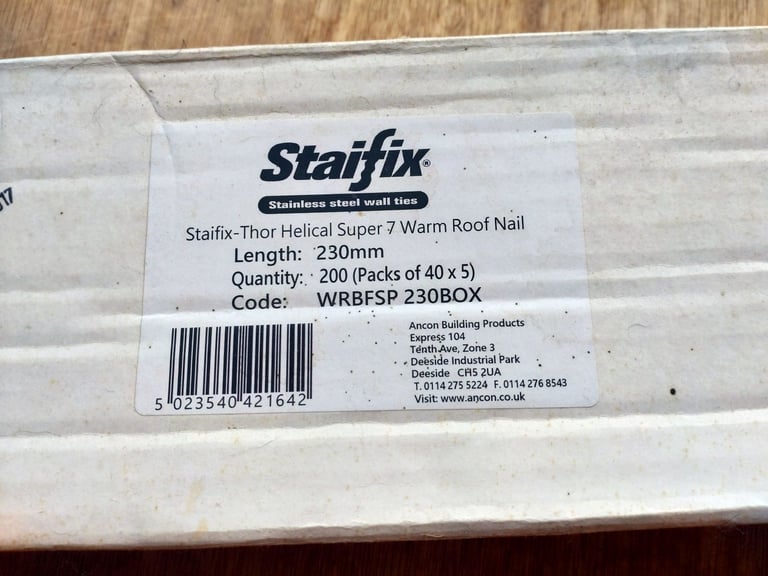 Staifix®
Stainless steel wall ties
Staifix-Thor Helical Super 7 Warm Roof Nail
Length: 230mm
Quantity: 200 (Packs of 40 x 5)
Code: WRBFSP 230BOX
Ancon Building Products
Express 104
Tenth Ave, Zone 3
Deeside Industrial Park
Deeside CH5 2UA
T. 0114 275 5224 F. 0114 276 8543
Visit: www.ancon.co.uk
5 023540 421642